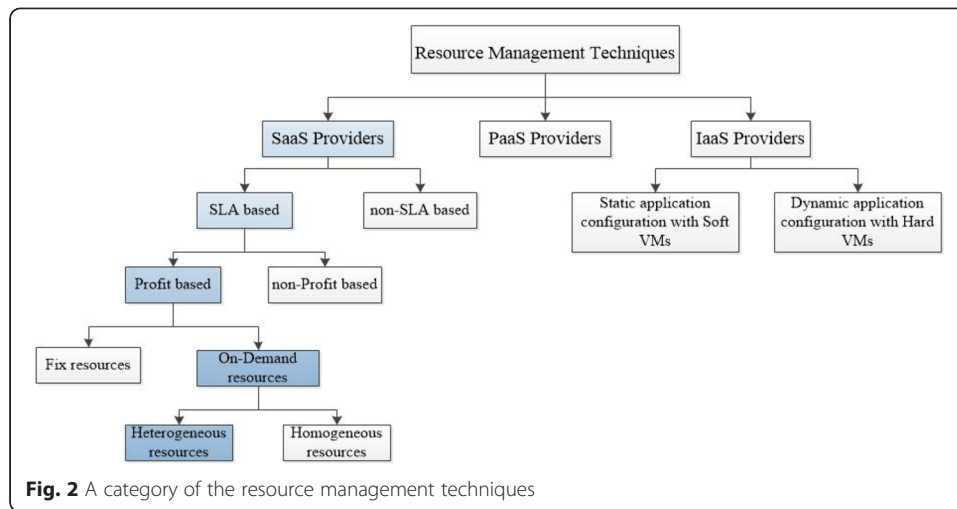 Resource Management Techniques
SaaS Providers
PaaS Providers
IaaS Providers
SLA based
non-SLA based
Static application
configuration with Soft
VMs
Dynamic application
configuration with Hard
VMs
Profit based
non-Profit based
Fix resources
On-Demand
resources
Heterogeneous
resources
Homogeneous
resources
Fig. 2 A category of the resource management techniques